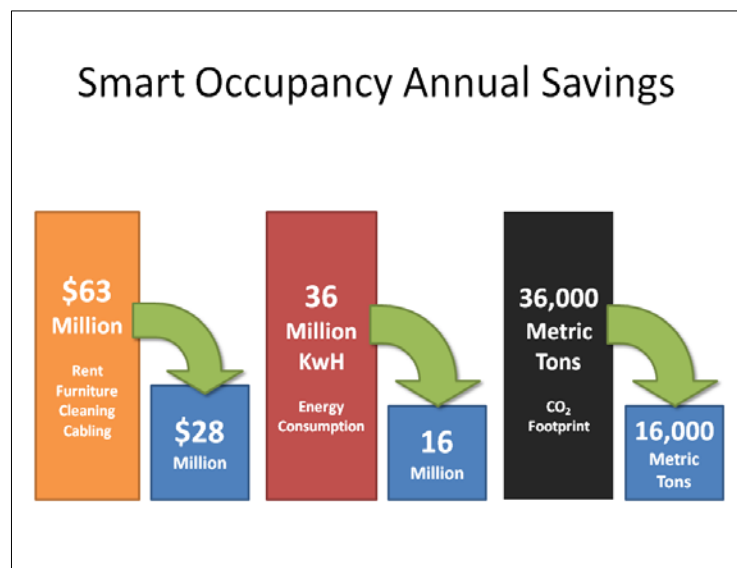 Smart Occupancy Annual Savings
$63
Million
Rent
Furniture
Cleaning
Cabling
$28
Million
36
Million
KwH
Energy
Consumption
16
Million
36,000
Metric
Tons
CO₂
Footprint
16,000
Metric
Tons